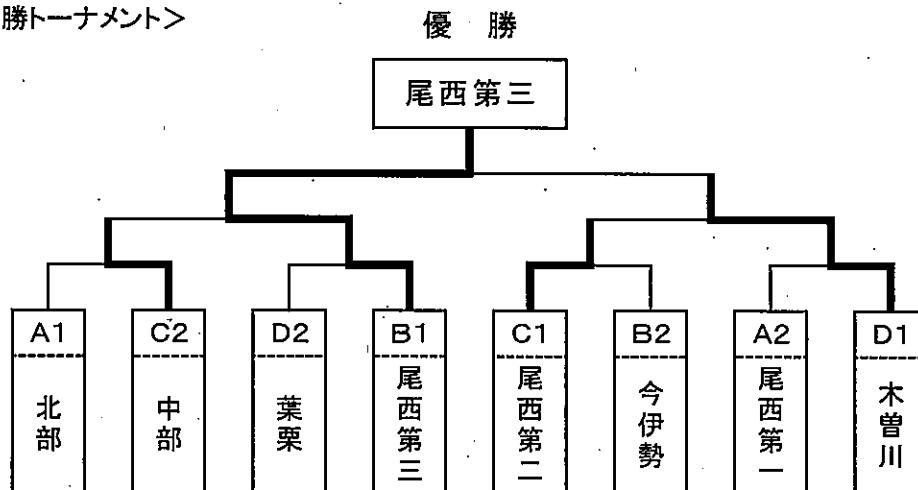 勝トーナメント＞
優 勝
尾西第三
A1 C2 D2 B1 C1 B2 A2 D1
北部 中部 葉栗 尾西第三 尾西第二 今伊勢 尾西第一 木曽川